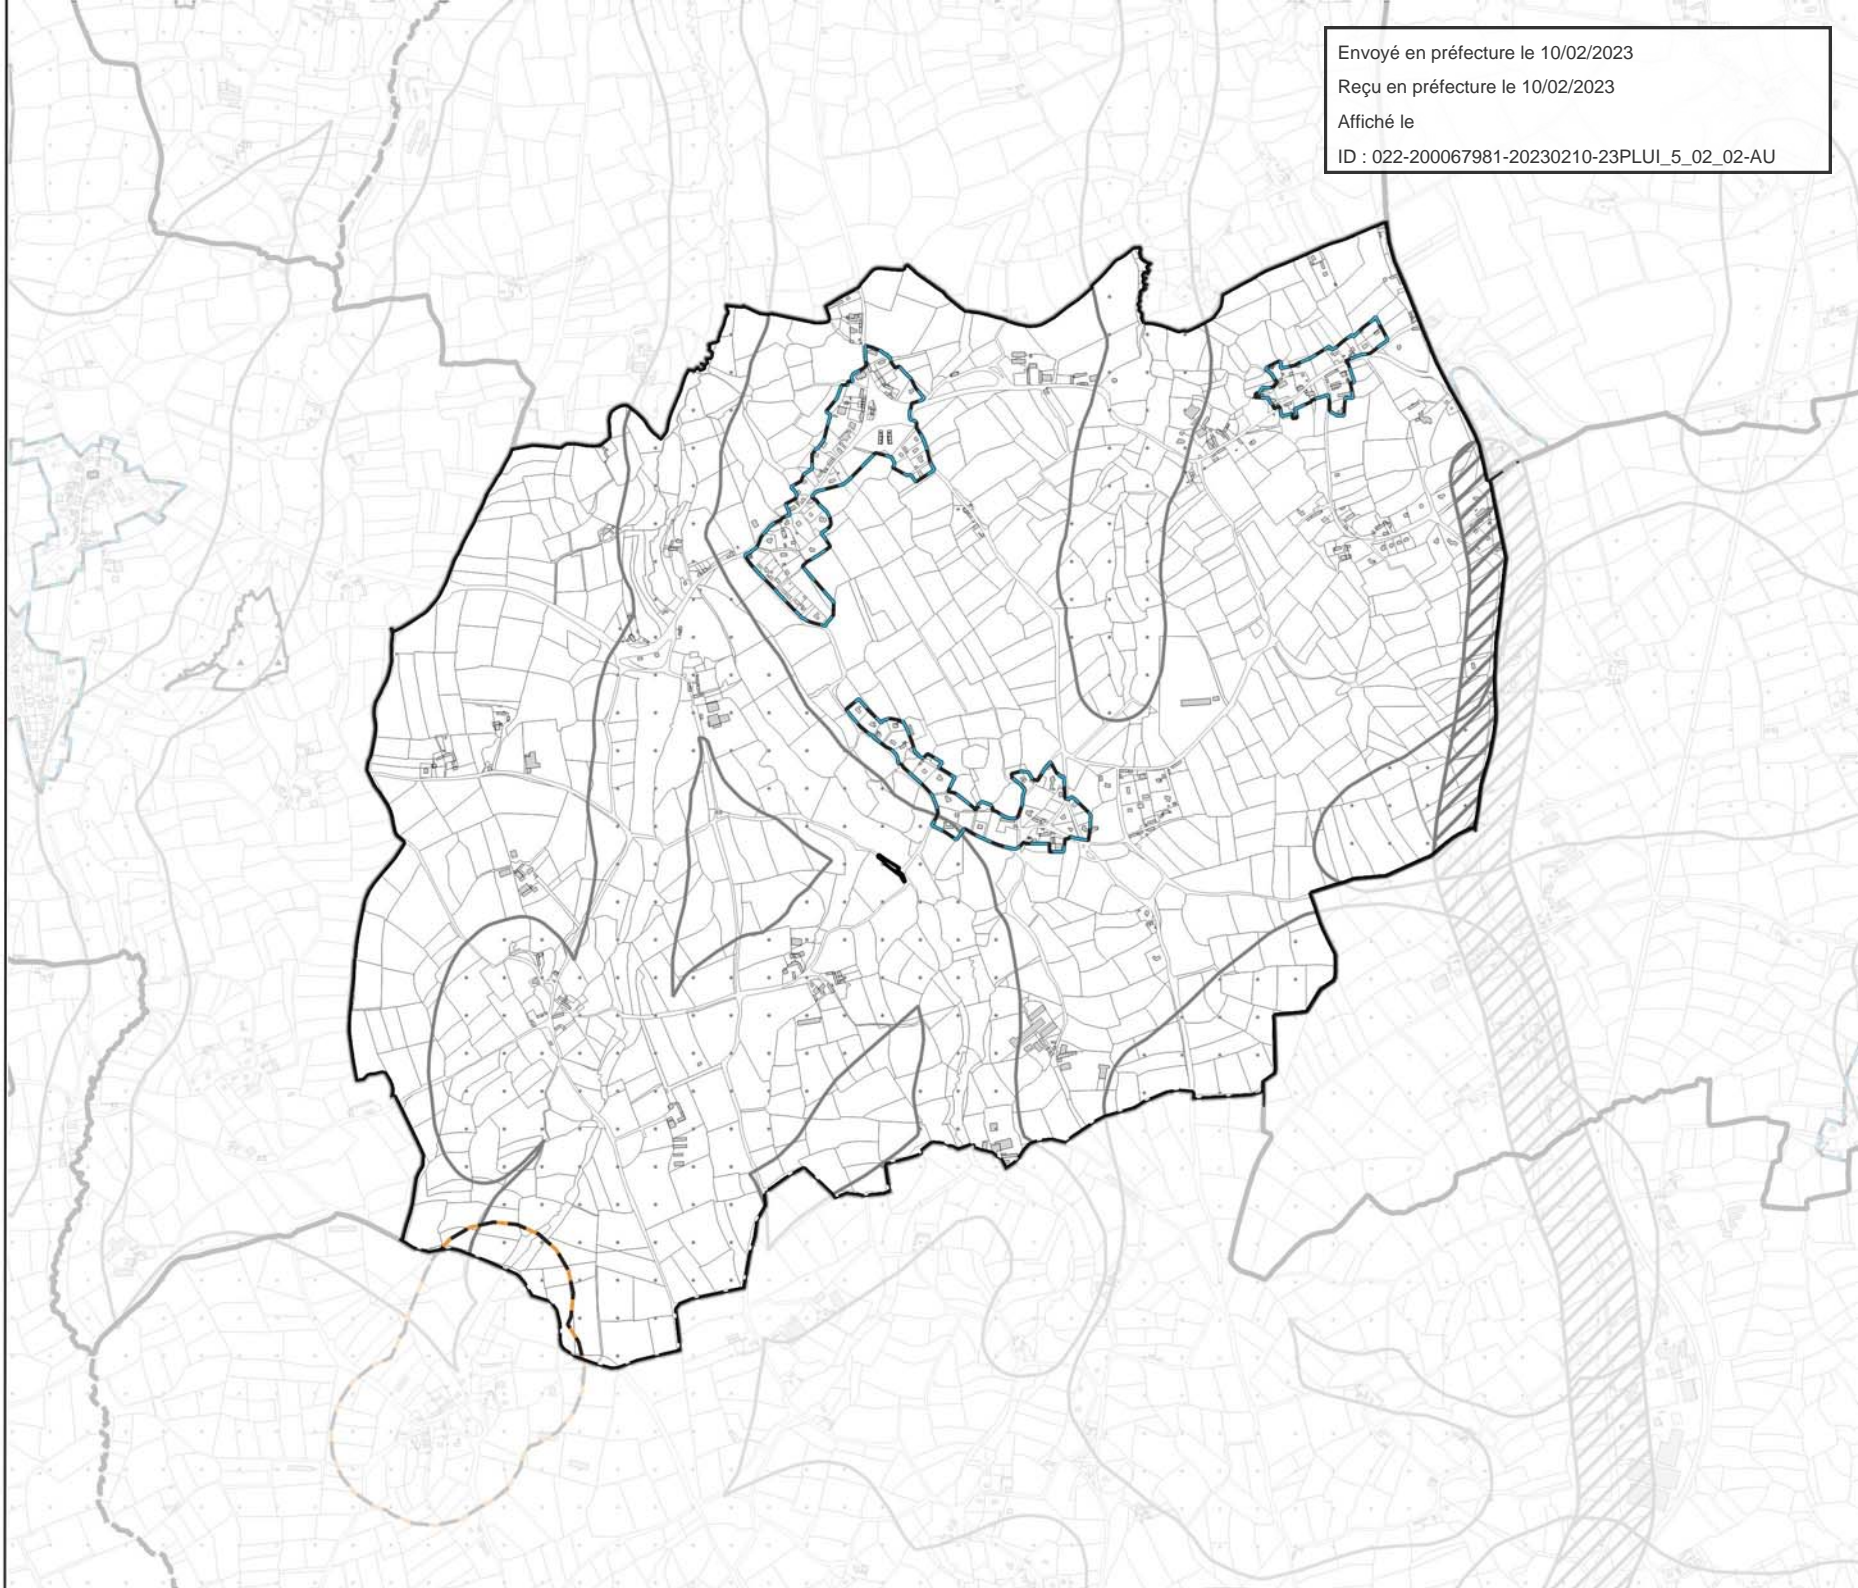 Envoyé en préfecture le 10/02/2023
Reçu en préfecture le 10/02/2023
Affiché le
ID : 022-200067981-20230210-23PLUI_5_02_02-AU